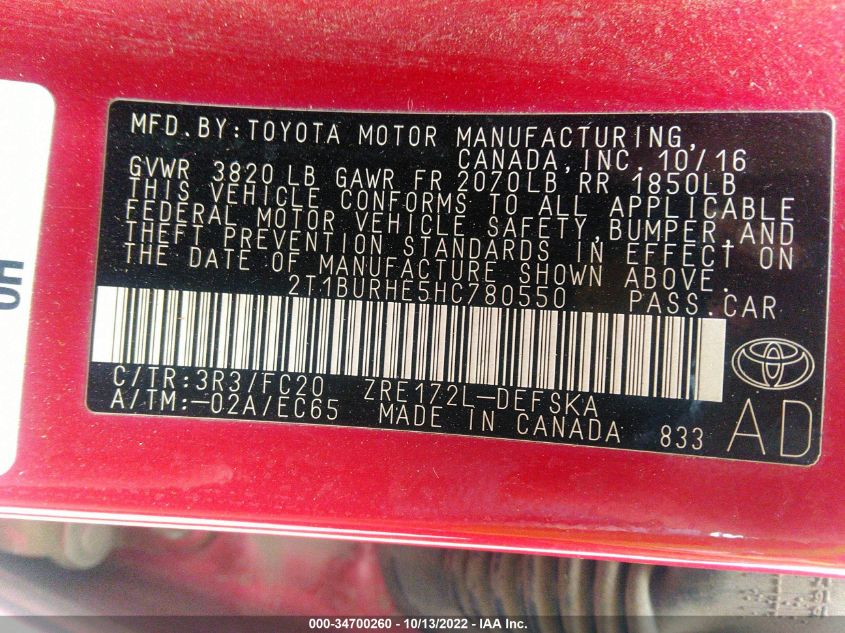 MFD. BY: TOYOTA MOTOR MANUFACTURING,
CANADA, INC. 10/16
GVWR 3820 LB GAWR FR 2070LB RR 1850LB
THIS VEHICLE CONFORMS TO ALL APPLICABLE
FEDERAL MOTOR VEHICLE SAFETY, BUMPER AND
THEFT PREVENTION STANDARDS IN EFFECT ON
THE DATE OF MANUFACTURE SHOWN ABOVE.
2T1BURHE5HC780550 PASS.CAR
C/TR:3R3/FC20 ZRE172L-DEFSKA
A/TM:-02A/EC65 MADE IN CANADA 833
AD
000-34700260 - 10/13/2022 - IAA Inc.